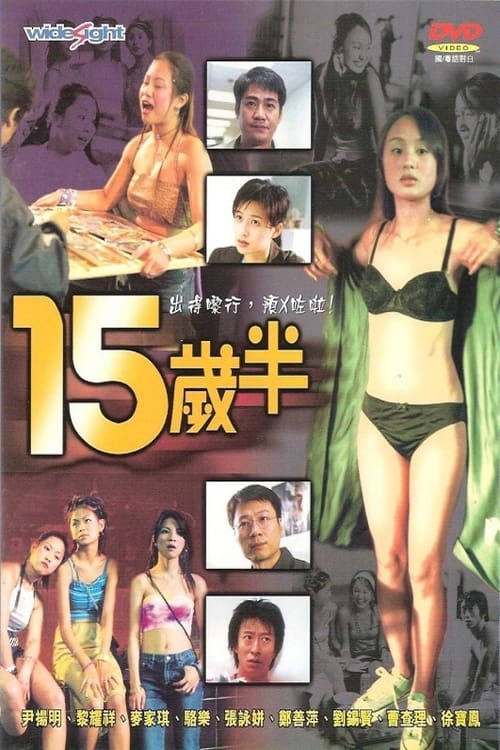 widesight
DVD
VIDEO
國/粵語對白
出得嚟行，預X咗啦！
15歲半
尹揚明、黎耀祥、麥家琪、駱樂、張詠妍、鄭善萍、劉錫賢、曹查理、徐寶鳳